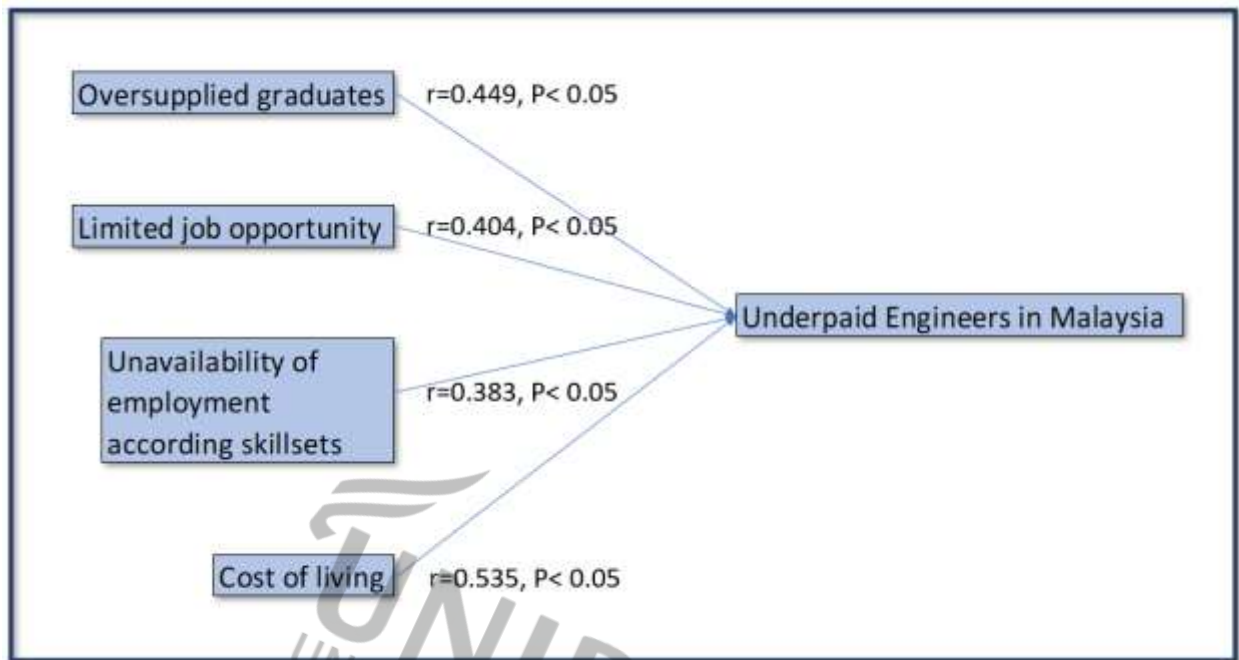 Oversupplied graduates
r=0.449, P< 0.05
Limited job opportunity
r=0.404, P< 0.05
Underpaid Engineers in Malaysia
Unavailability of
employment
according skillsets
r=0.383, P< 0.05
Cost of living
r=0.535, P< 0.05